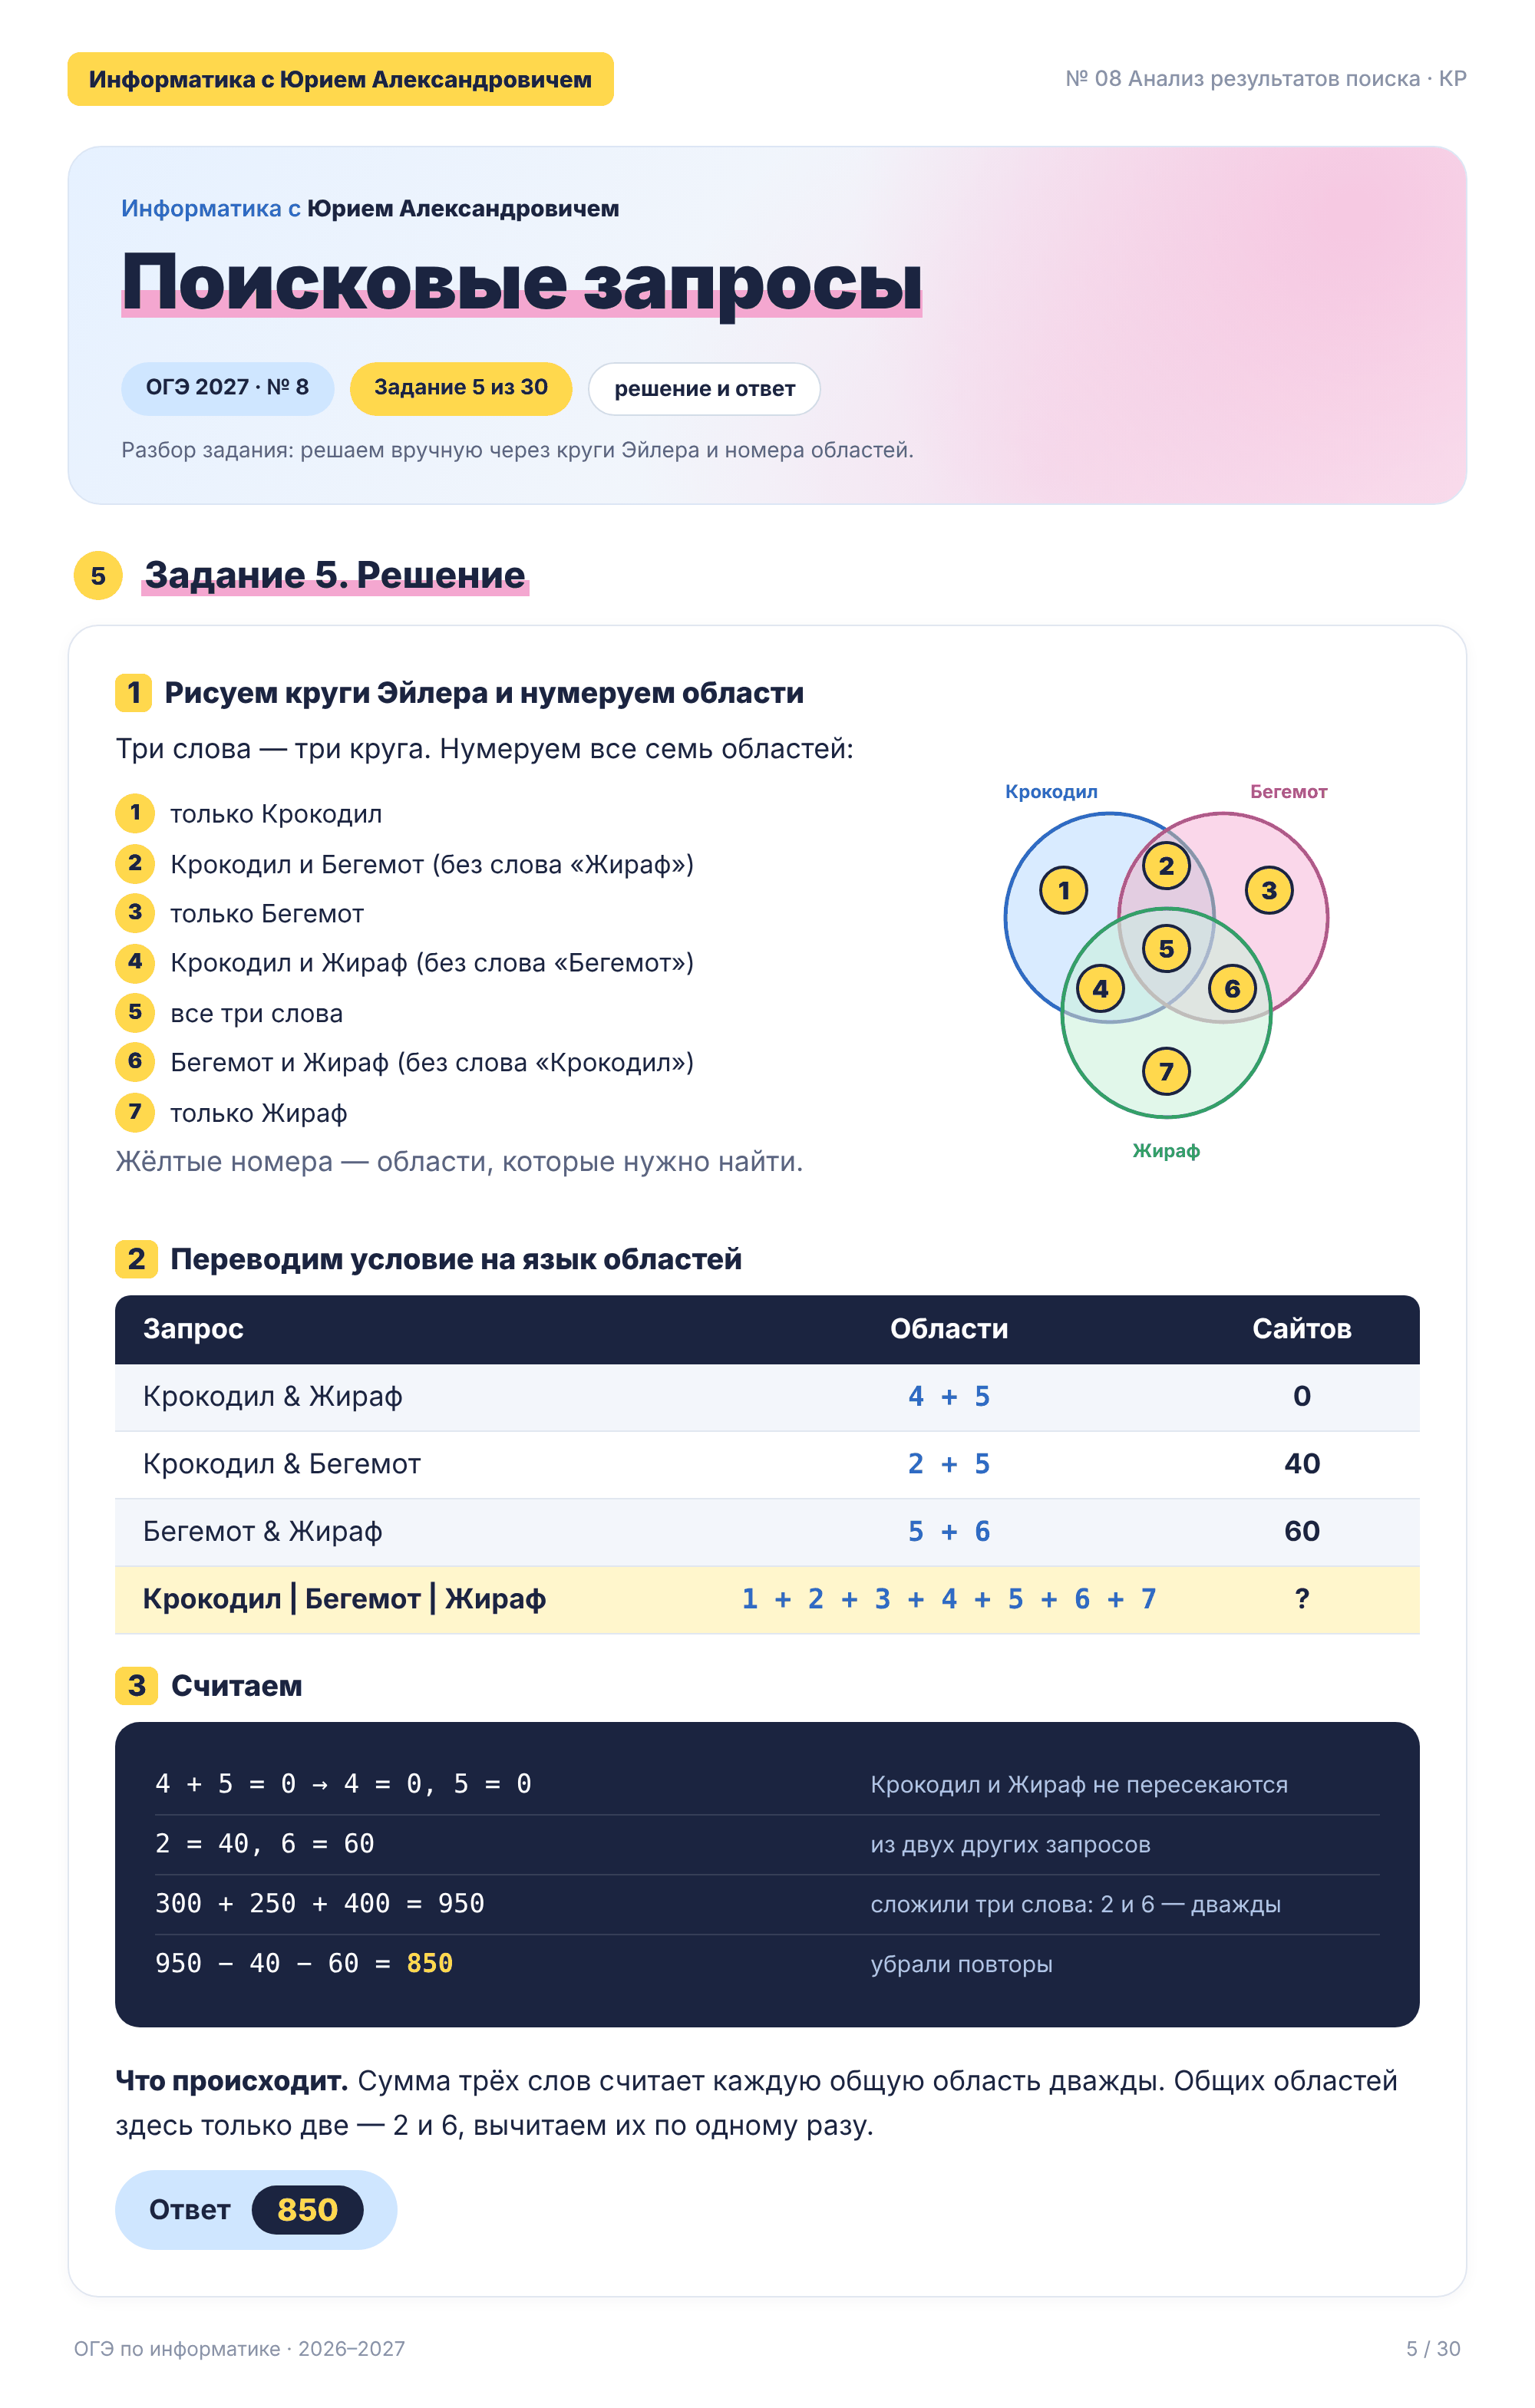 Информатика с Юрием Александровичем
№ 08 Анализ результатов поиска · КР
Информатика с Юрием Александровичем
Поисковые запросы
ОГЭ 2027 · № 8
Задание 5 из 30
решение и ответ
Разбор задания: решаем вручную через круги Эйлера и номера областей.
5 Задание 5. Решение
1 Рисуем круги Эйлера и нумеруем области
Три слова — три круга. Нумеруем все семь областей:
1 только Крокодил
2 Крокодил и Бегемот (без слова «Жираф»)
3 только Бегемот
4 Крокодил и Жираф (без слова «Бегемот»)
5 все три слова
6 Бегемот и Жираф (без слова «Крокодил»)
7 только Жираф
Жёлтые номера — области, которые нужно найти.
Крокодил Бегемот
2
1 3
5
4 6
7
Жираф
2 Переводим условие на язык областей
Запрос Области Сайтов
Крокодил & Жираф 4 + 5 0
Крокодил & Бегемот 2 + 5 40
Бегемот & Жираф 5 + 6 60
Крокодил | Бегемот | Жираф 1 + 2 + 3 + 4 + 5 + 6 + 7 ?
3 Считаем
4 + 5 = 0 → 4 = 0, 5 = 0 Крокодил и Жираф не пересекаются
2 = 40, 6 = 60 из двух других запросов
300 + 250 + 400 = 950 сложили три слова: 2 и 6 — дважды
950 − 40 − 60 = 850 убрали повторы
Что происходит. Сумма трёх слов считает каждую общую область дважды. Общих областей
здесь только две — 2 и 6, вычитаем их по одному разу.
Ответ 850
ОГЭ по информатике · 2026–2027
5 / 30